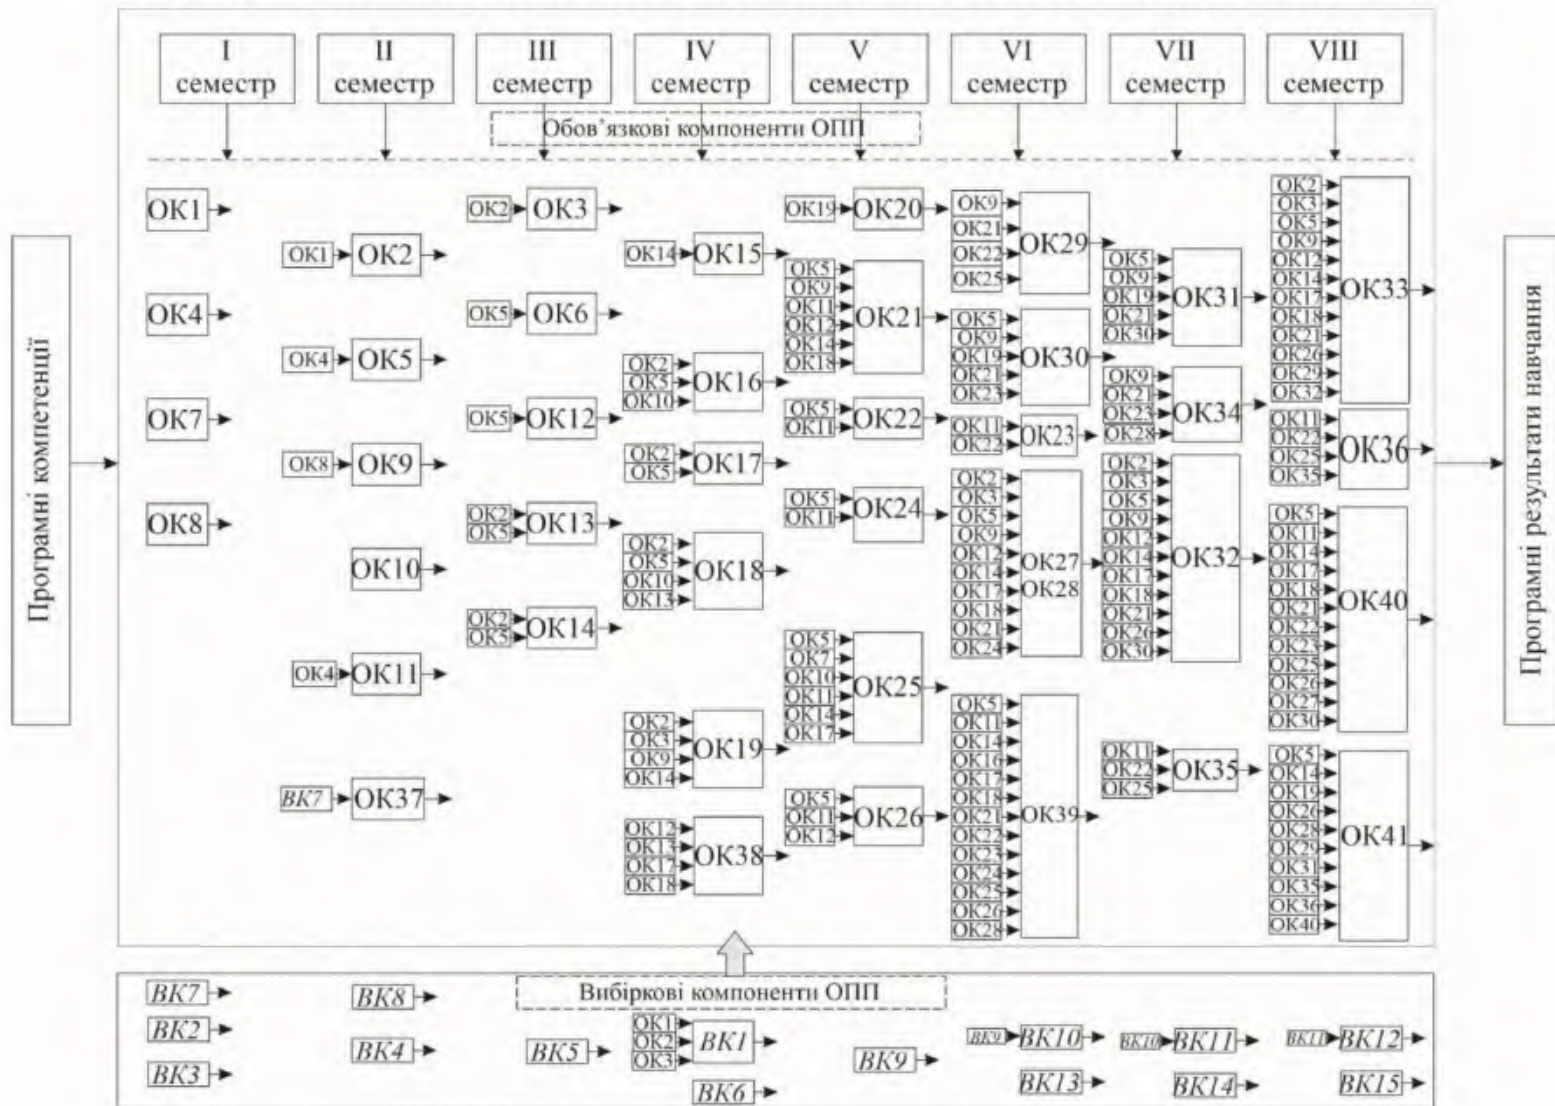 I
семестр
II
семестр
III
семестр
IV
семестр
V
семестр
VI
семестр
VII
семестр
VIII
семестр
Обов’язкові компоненти ОПП
Програмні компетенції
ОК1
ОК4
ОК7
ОК8
ОК1
ОК2
ОК4
ОК5
ОК8
ОК9
ОК10
ОК4
ОК11
ВК7
ОК37
ОК2
ОК3
ОК5
ОК6
ОК5
ОК12
ОК2
ОК5
ОК13
ОК2
ОК5
ОК14
ОК14
ОК15
ОК2
ОК5
ОК10
ОК16
ОК2
ОК5
ОК17
ОК2
ОК5
ОК10
ОК13
ОК18
ОК2
ОК3
ОК9
ОК14
ОК19
ОК12
ОК13
ОК17
ОК18
ОК38
ОК19
ОК20
ОК5
ОК9
ОК11
ОК12
ОК14
ОК18
ОК21
ОК5
ОК11
ОК22
ОК5
ОК11
ОК24
ОК5
ОК7
ОК10
ОК11
ОК14
ОК17
ОК25
ОК5
ОК11
ОК12
ОК26
ОК9
ОК21
ОК22
ОК25
ОК29
ОК5
ОК9
ОК19
ОК21
ОК23
ОК30
ОК11
ОК22
ОК23
ОК2
ОК3
ОК5
ОК9
ОК12
ОК14
ОК17
ОК18
ОК21
ОК24
ОК27
ОК28
ОК5
ОК11
ОК14
ОК16
ОК17
ОК18
ОК21
ОК22
ОК23
ОК24
ОК25
ОК26
ОК28
ОК39
ОК5
ОК9
ОК19
ОК21
ОК30
ОК31
ОК9
ОК21
ОК23
ОК28
ОК34
ОК2
ОК3
ОК5
ОК9
ОК12
ОК14
ОК17
ОК18
ОК21
ОК26
ОК30
ОК32
ОК11
ОК22
ОК25
ОК35
ОК2
ОК3
ОК5
ОК9
ОК12
ОК14
ОК17
ОК18
ОК21
ОК26
ОК29
ОК32
ОК33
ОК11
ОК22
ОК25
ОК35
ОК36
ОК5
ОК11
ОК14
ОК17
ОК18
ОК21
ОК22
ОК23
ОК25
ОК26
ОК27
ОК30
ОК40
ОК5
ОК14
ОК19
ОК26
ОК28
ОК29
ОК31
ОК35
ОК36
ОК40
ОК41
Програмні результати навчання
Вибіркові компоненти ОПП
ВК7
ВК2
ВК3
ВК8
ВК4
ВК5
ОК1
ОК2
ОК3
ВК1
ВК6
ВК9
ВК9
ВК10
ВК13
ВК10
ВК11
ВК14
ВК11
ВК12
ВК15